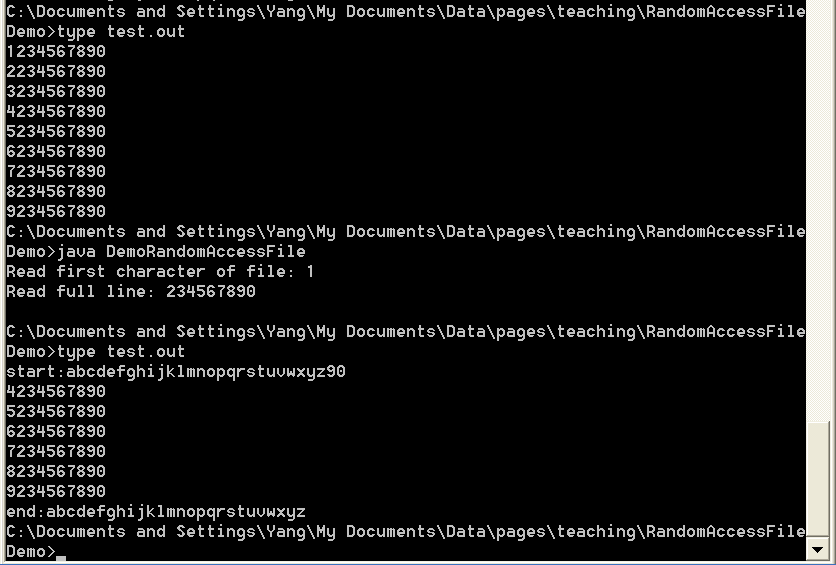 C:\Documents and Settings\Yang\My Documents\Data\pages\teaching\RandomAccessFile
Demo>type test.out
1234567890
2234567890
3234567890
4234567890
5234567890
6234567890
7234567890
8234567890
9234567890
C:\Documents and Settings\Yang\My Documents\Data\pages\teaching\RandomAccessFile
Demo>java DemoRandomAccessFile
Read first character of file: 1
Read full line: 234567890
C:\Documents and Settings\Yang\My Documents\Data\pages\teaching\RandomAccessFile
Demo>type test.out
start:abcdefghijklmnopqrstuvwxyz90
4234567890
5234567890
6234567890
7234567890
8234567890
9234567890
end:abcdefghijklmnopqrstuvwxyz
C:\Documents and Settings\Yang\My Documents\Data\pages\teaching\RandomAccessFile
Demo>